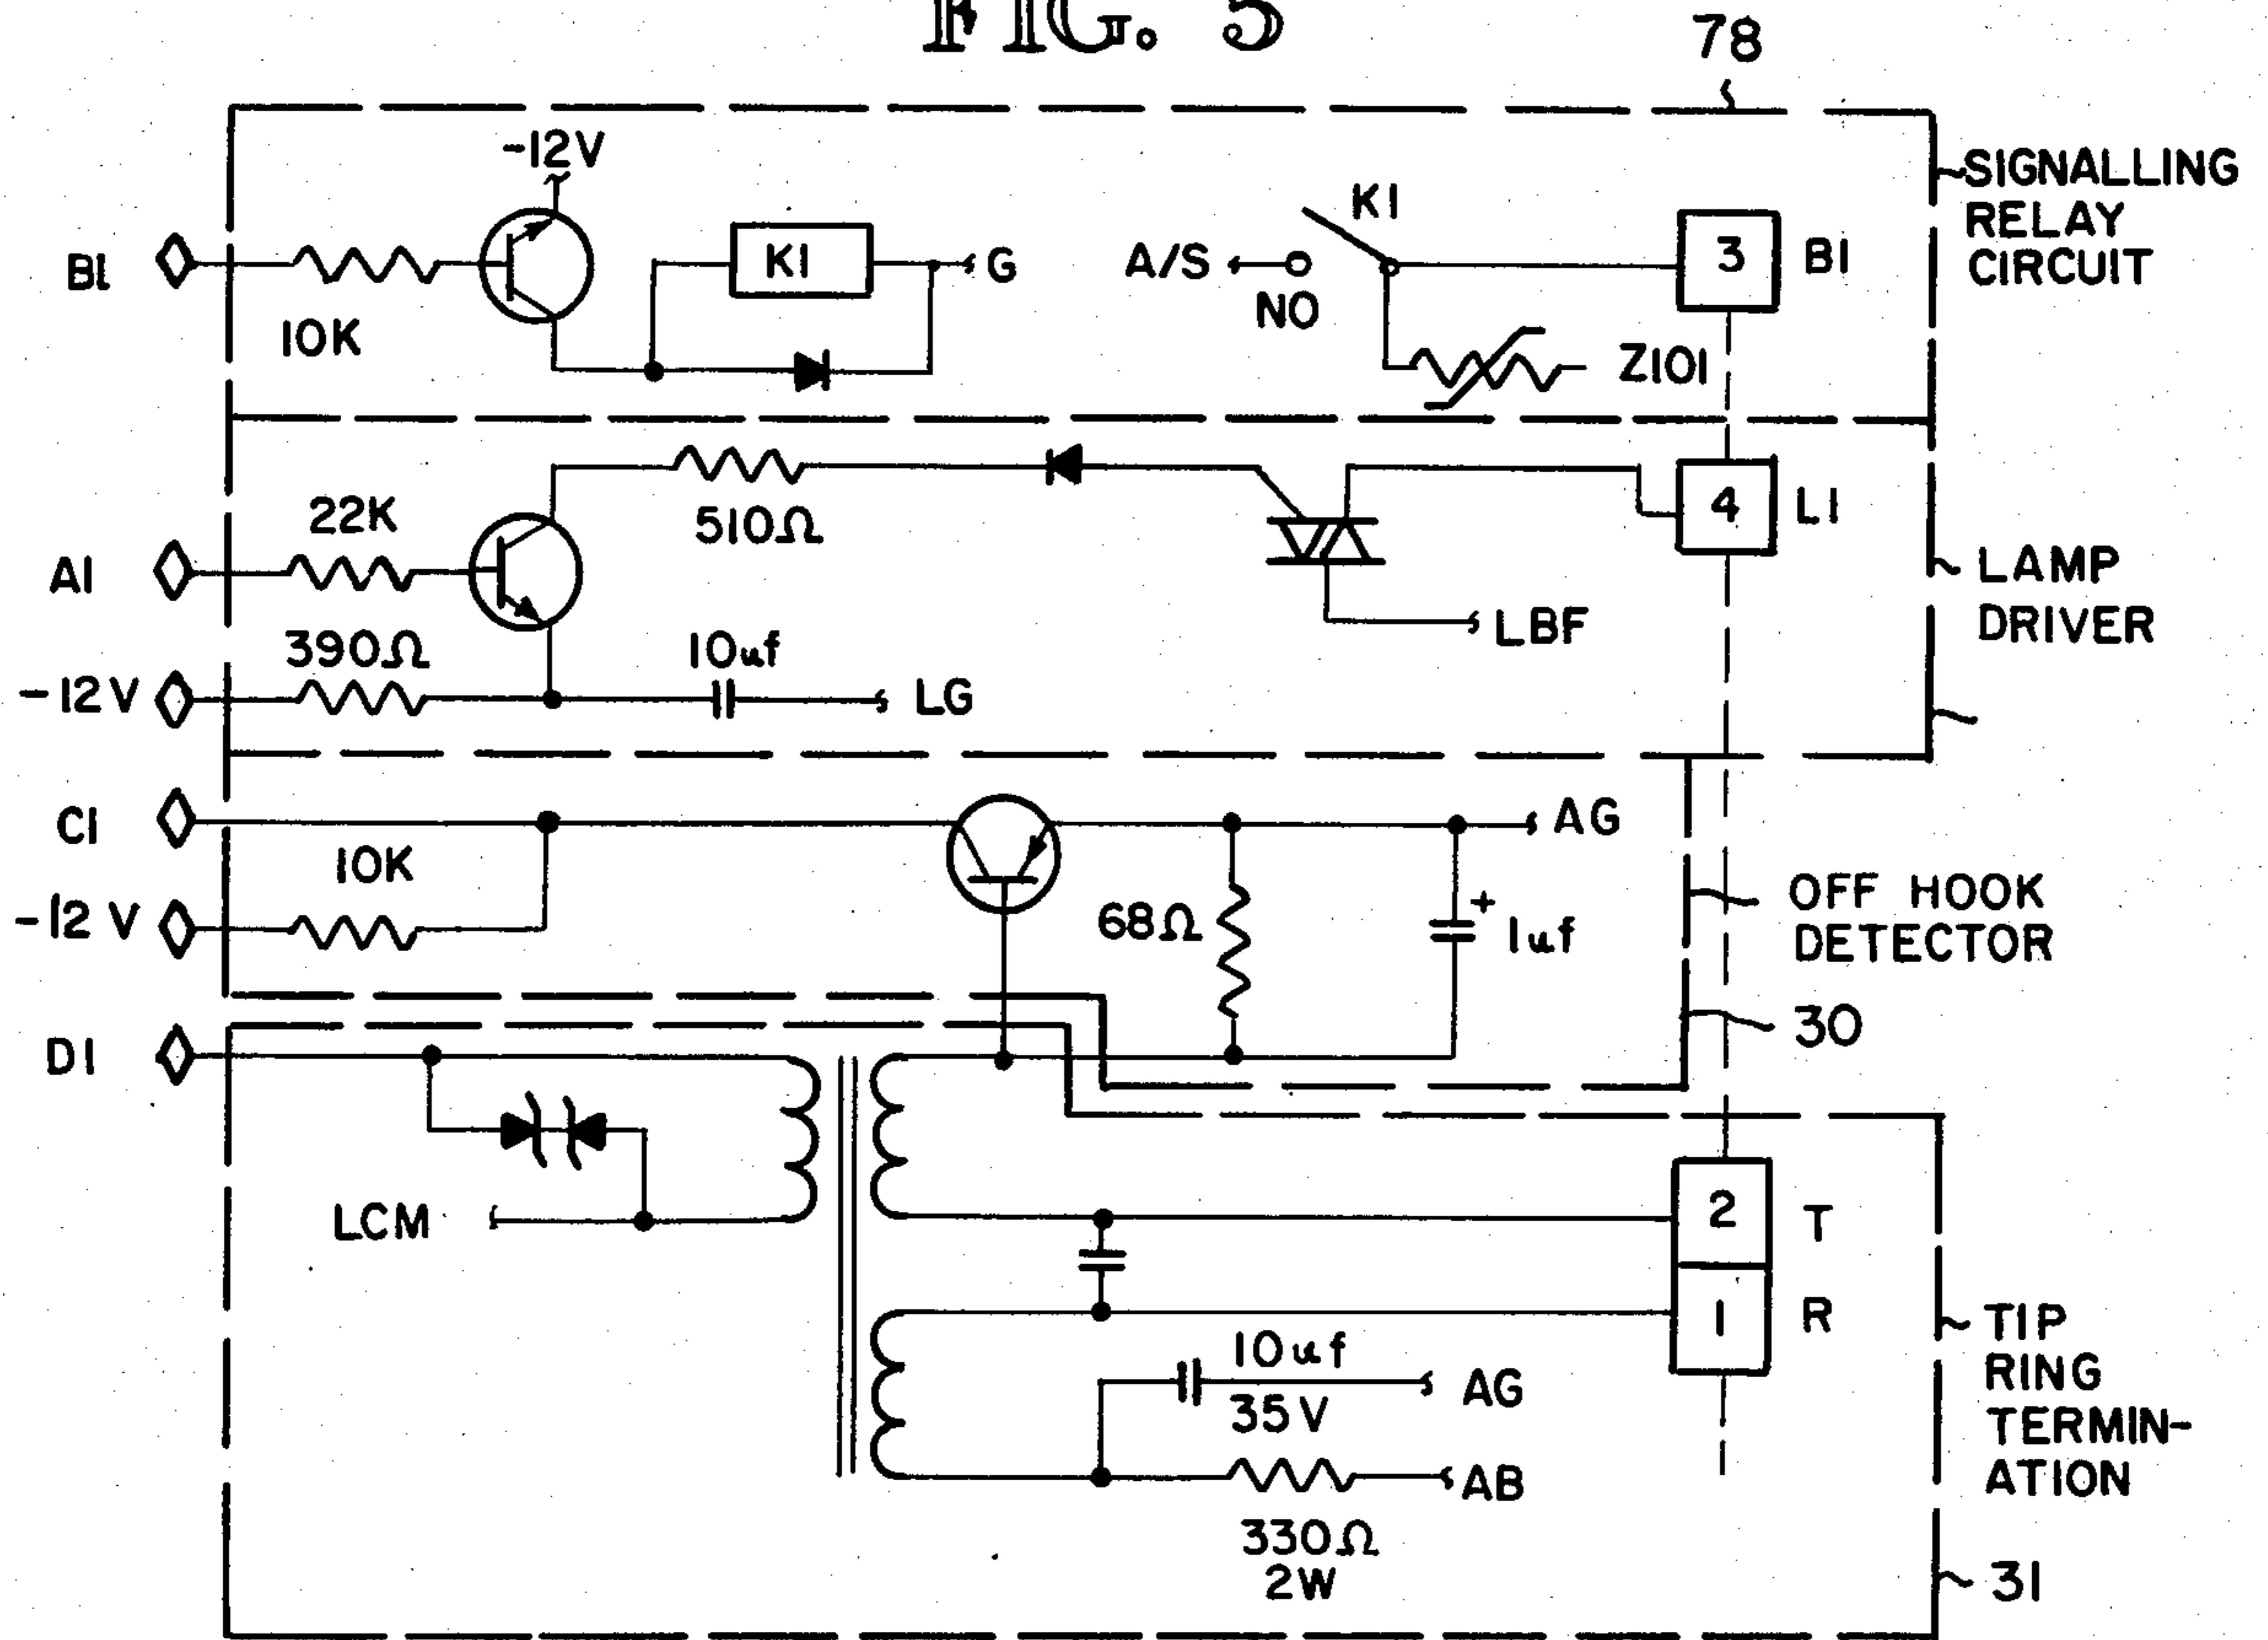 FIG. 5
78
-12V
SIGNALLING
RELAY
CIRCUIT
B1
10K
K1
G
A/S
NO
K1
3
B1
Z101
22K
510Ω
4
L1
A1
LBF
LAMP
DRIVER
390Ω
10uf
-12V
LG
C1
AG
10K
-12 V
68Ω
+
1uf
OFF HOOK
DETECTOR
30
D1
LCM
2
T
1
R
10uf
35V
AG
AB
330Ω
2W
TIP
RING
TERMIN-
ATION
31